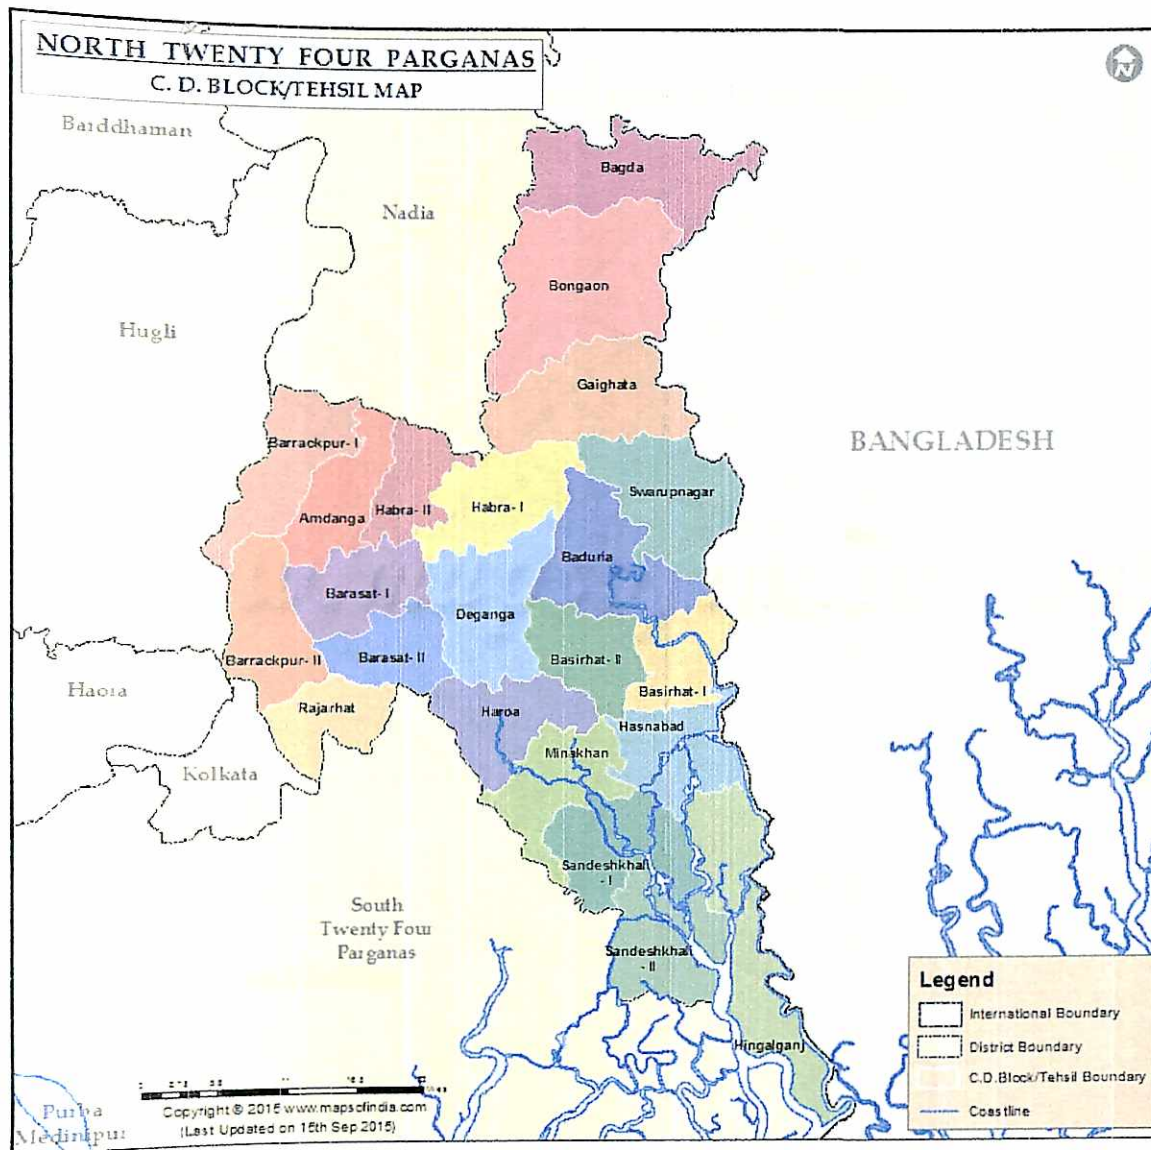 NORTH TWENTY FOUR PARGANAS
C. D. BLOCK/TEHSIL MAP
N
Barddhaman
Nadia
Hugli
Bagda
Bongaon
Gaighata
BANGLADESH
Barrackpur- I
Amdanga
Habra- II
Habra- I
Swarupnagar
Baduria
Barasat- I
Deganga
Barrackpur- II
Barasat- II
Basirhat- II
Basirhat- I
Haora
Rajarhat
Haroa
Hasnabad
Minakhan
Kolkata
Sandeshkhali
- I
South
Twenty Four
Parganas
Sandeshkhali
- II
Hingalganj
Legend
International Boundary
District Boundary
C.D.Block/Tehsil Boundary
Coastline
Copyright © 2015 www.mapsofindia.com
(Last Updated on 15th Sep 2015)
Purba
Medinipur